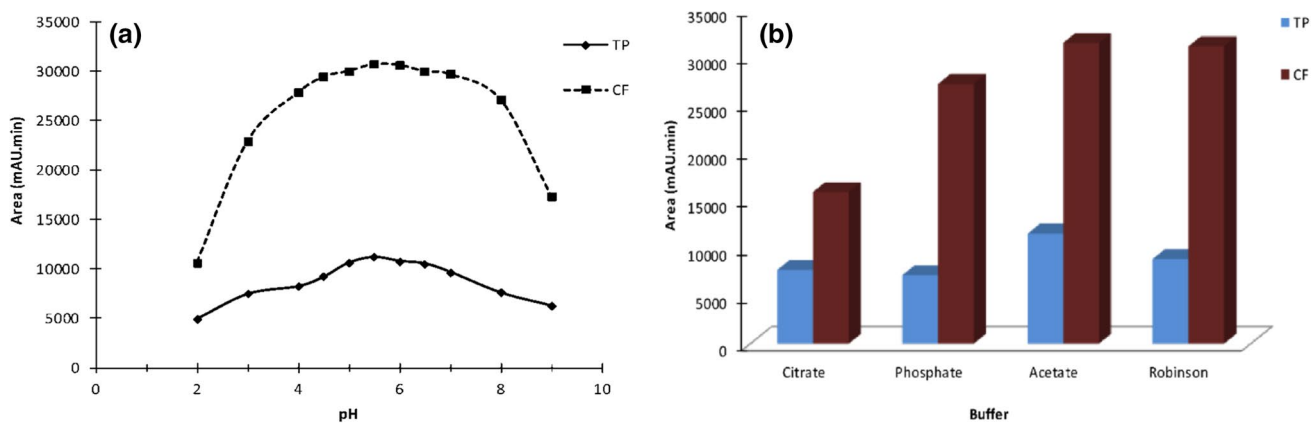 (a)
TP
CF
Area (mAU.min)
35000
30000
25000
20000
15000
10000
5000
0
0 2 4 6 8 10
pH
(b)
TP
CF
Area (mAU.min)
35000
30000
25000
20000
15000
10000
5000
0
Citrate Phosphate Acetate Robinson
Buffer